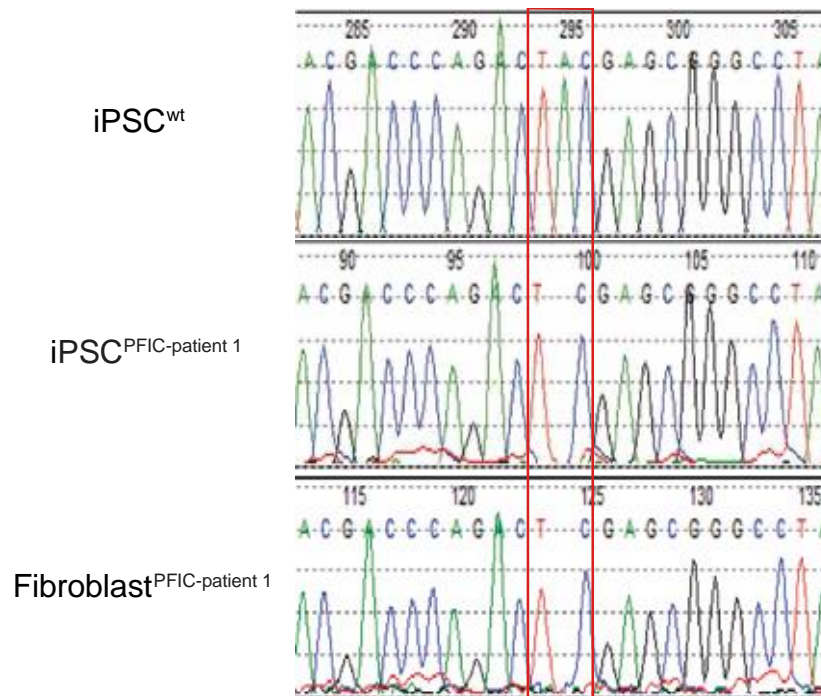 285 290 295 300 305
A C G A C C C A G A C T A C G A G C G G G C C T A
iPSCwt
90 95 100 105 110
A C G A C C C A G A C T C G A G C G G G C C T A
iPSCPFIC-patient 1
115 120 125 130 135
A C G A C C C A G A C T C G A G C G G G C C T A
FibroblastPFIC-patient 1